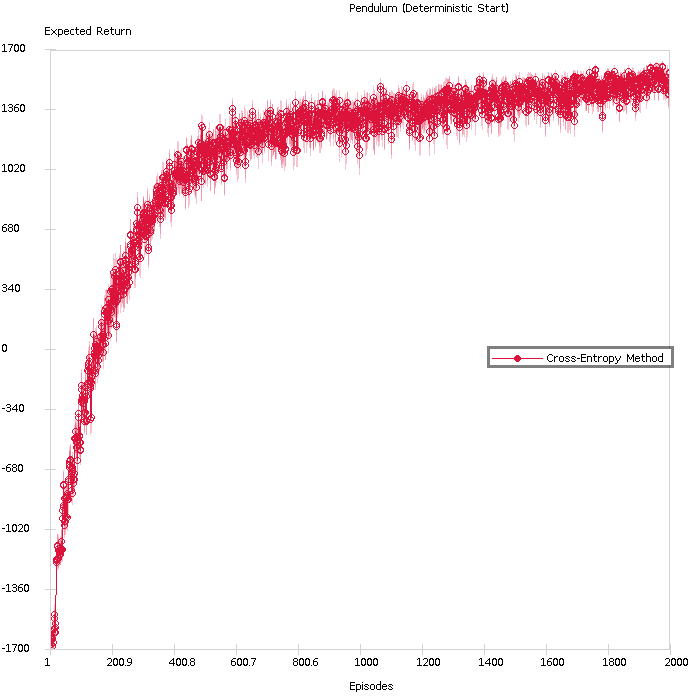 Pendulum (Deterministic Start)
Expected Return
1700
1360
1020
680
340
0
-340
-680
-1020
-1360
-1700
Cross-Entropy Method
1 200.9 400.8 600.7 800.6 1000 1200 1400 1600 1800 2000
Episodes